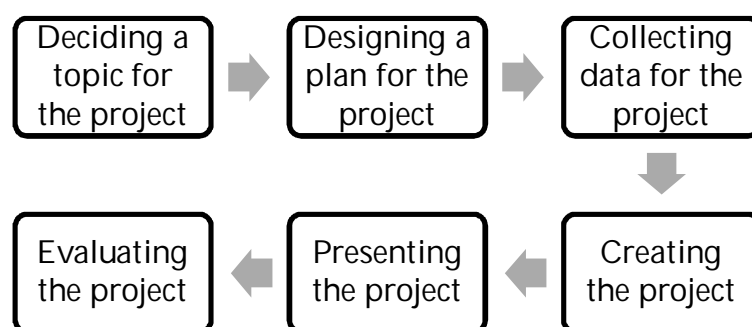 Deciding a
topic for
the project
Designing a
plan for the
project
Collecting
data for the
project
Creating
the project
Presenting
the project
Evaluating
the project